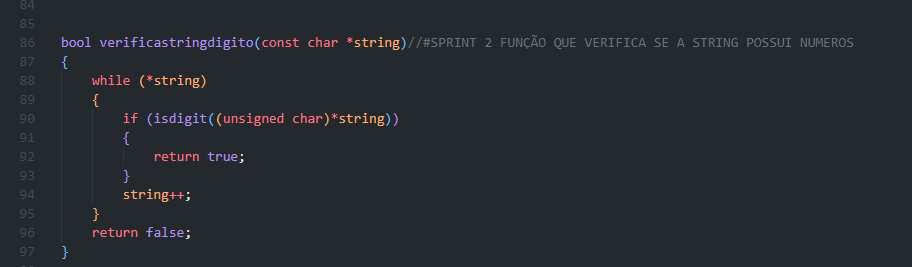 84
85
86 bool verificastringdigito(const char *string)//#SPRINT 2 FUNÇÃO QUE VERIFICA SE A STRING POSSUI NUMEROS
87 {
88     while (*string)
89     {
90         if (isdigit((unsigned char)*string))
91         {
92             return true;
93         }
94         string++;
95     }
96     return false;
97 }